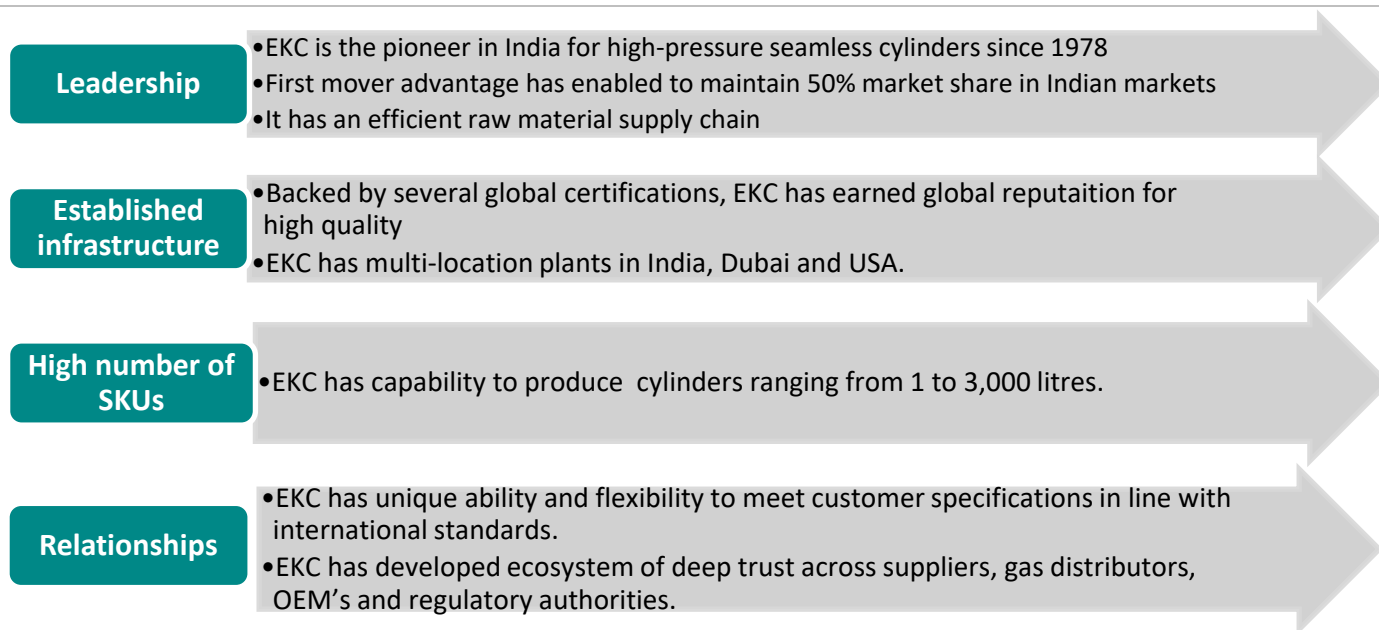 Leadership
•EKC is the pioneer in India for high-pressure seamless cylinders since 1978
•First mover advantage has enabled to maintain 50% market share in Indian markets
•It has an efficient raw material supply chain
Established
infrastructure
•Backed by several global certifications, EKC has earned global reputaition for
high quality
•EKC has multi-location plants in India, Dubai and USA.
High number of
SKUs
•EKC has capability to produce  cylinders ranging from 1 to 3,000 litres.
Relationships
•EKC has unique ability and flexibility to meet customer specifications in line with
international standards.
•EKC has developed ecosystem of deep trust across suppliers, gas distributors,
OEM’s and regulatory authorities.